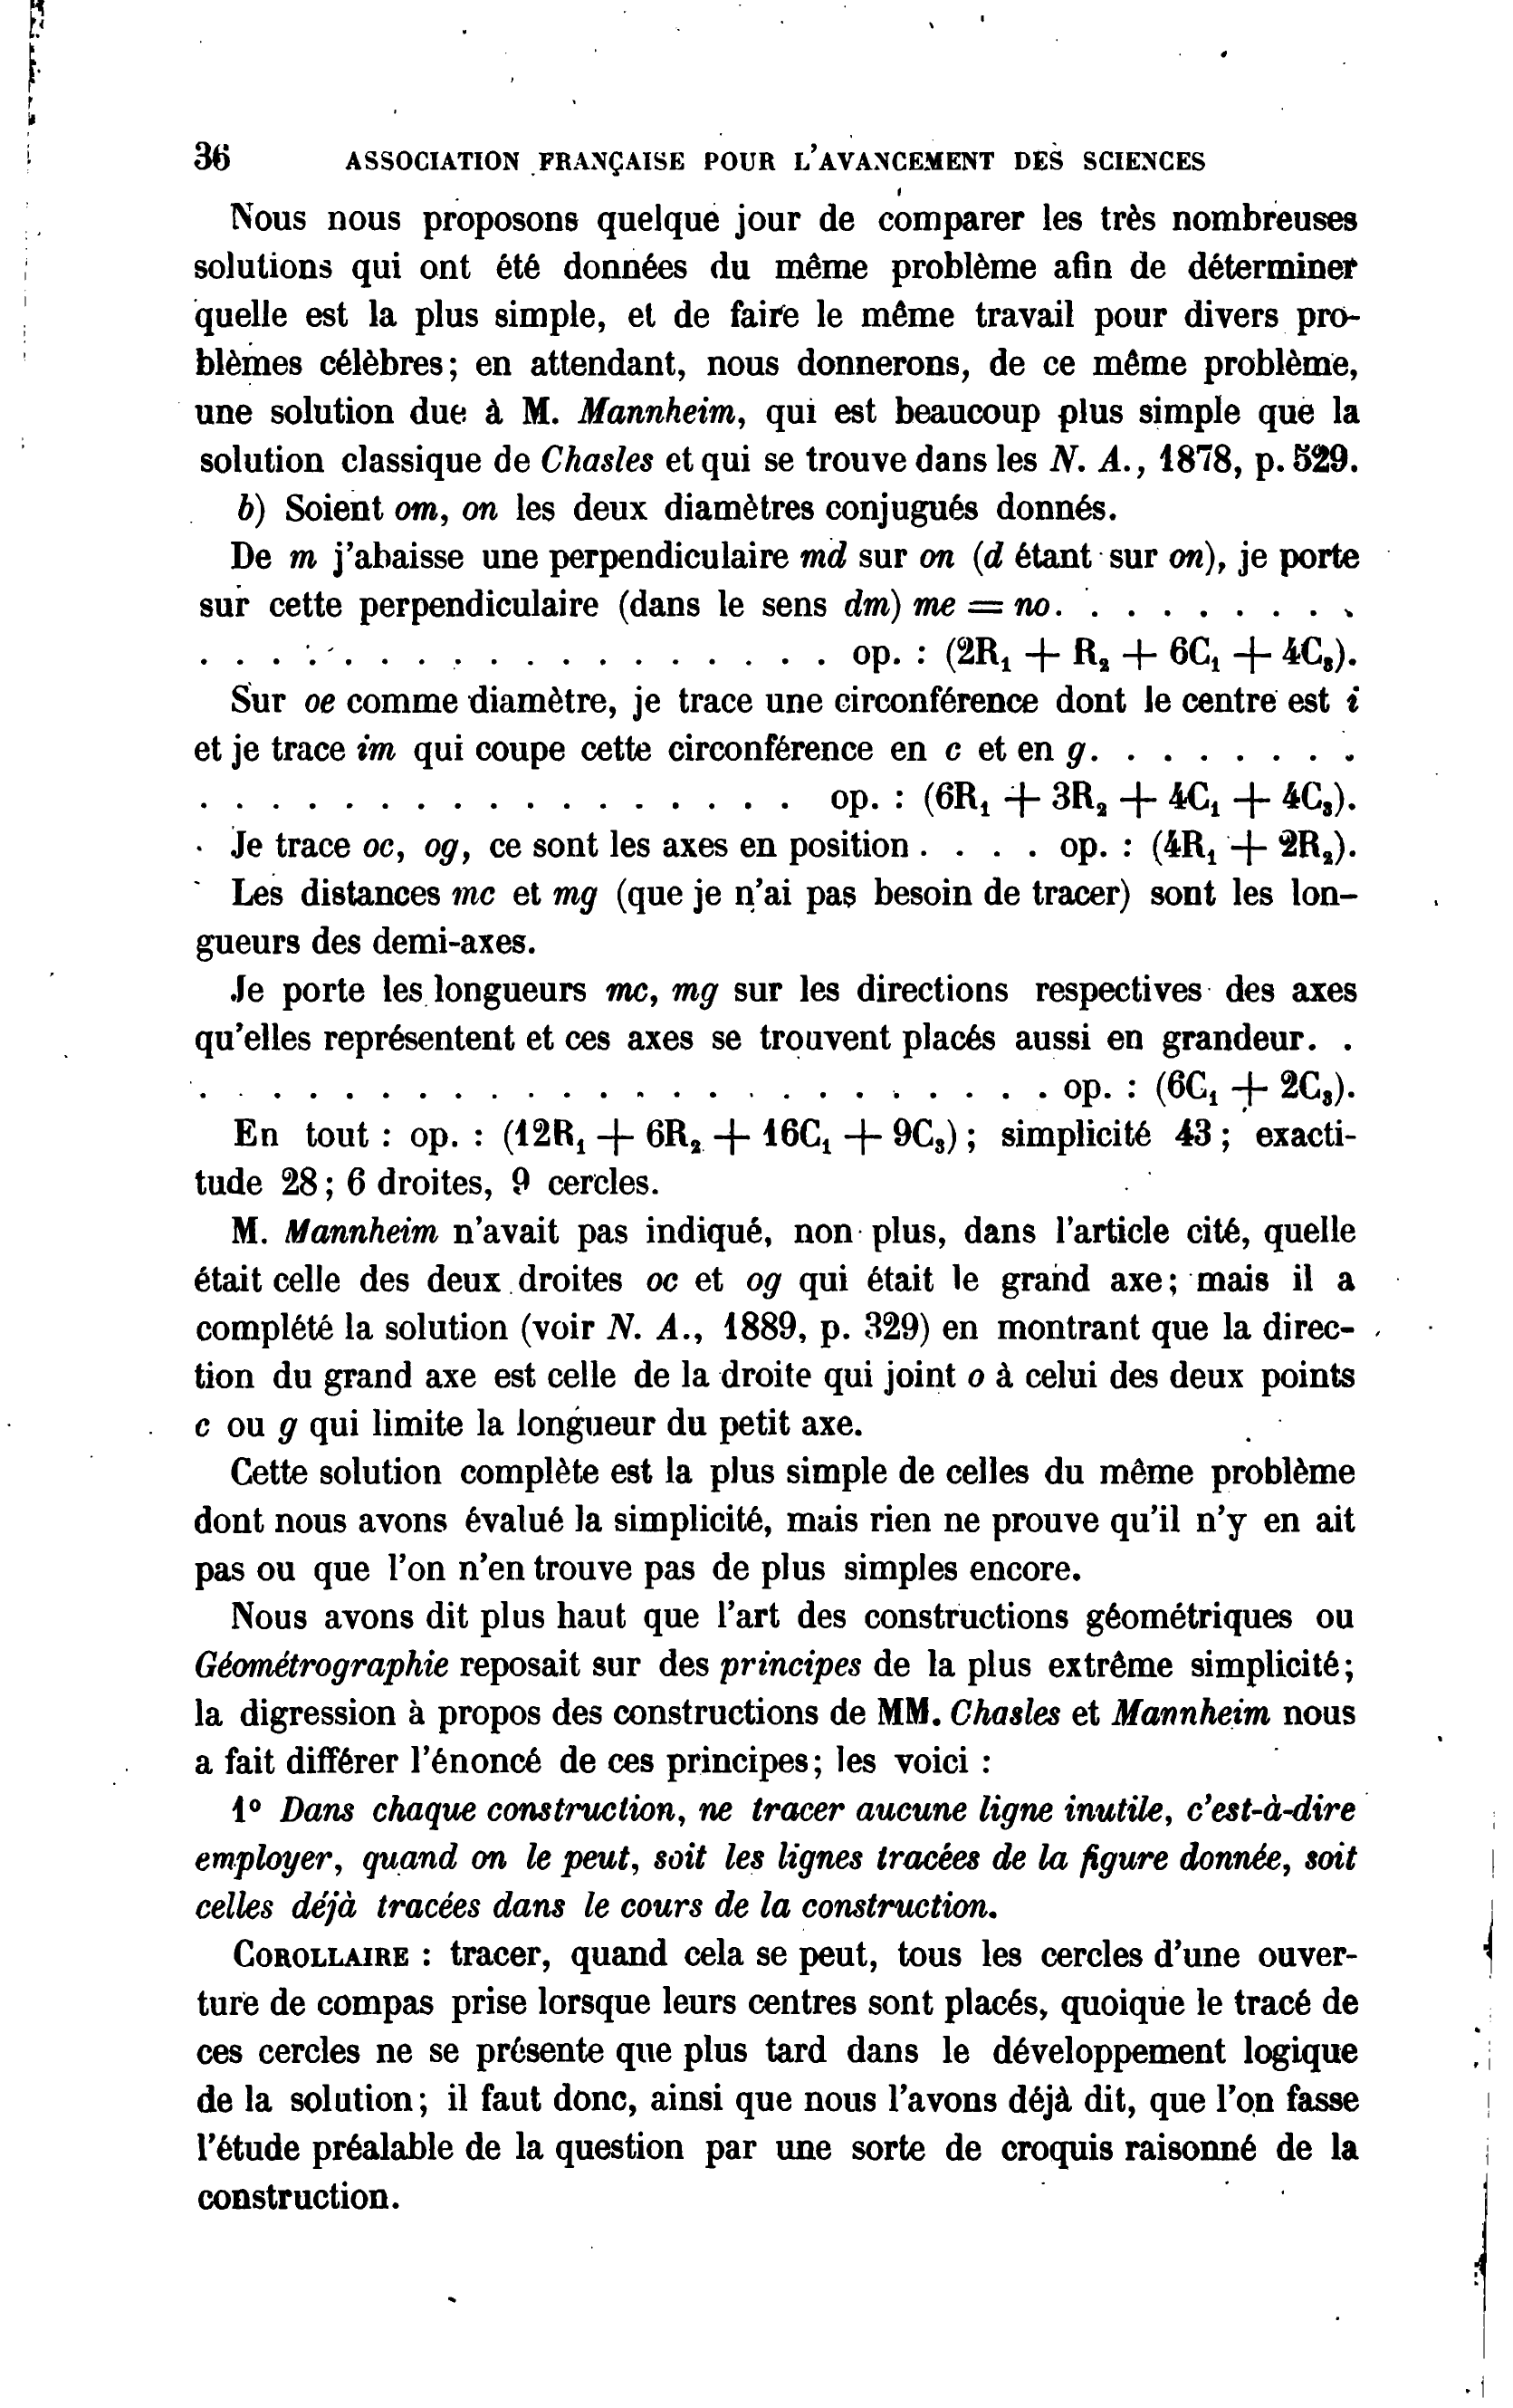 36 ASSOCIATION FRANÇAISE POUR L'AVANCEMENT DES SCIENCES
Nous nous proposons quelque jour de comparer les très nombreuses
solutions qui ont été données du même problème afin de déterminer
quelle est la plus simple, et de faire le même travail pour divers pro-
blèmes célèbres; en attendant, nous donnerons, de ce même problème,
une solution due à M. Mannheim, qui est beaucoup plus simple que la
solution classique de Chasles et qui se trouve dans les N. A., 1878, p. 529.
b) Soient om, on les deux diamètres conjugués donnés.
De m j'abaisse une perpendiculaire md sur on (d étant sur on), je porte
sur cette perpendiculaire (dans le sens dm) me = no. . . . . . . . .
. . . . . . . . . . . . . . . . . . op. : (2R₁ + R₂ + 6C₁ + 4C₃).
Sur oe comme diamètre, je trace une circonférence dont le centre est i
et je trace im qui coupe cette circonférence en c et en g. . . . . . . .
. . . . . . . . . . . . . . . . . op. : (6R₁ + 3R₂ + 4C₁ + 4C₃).
Je trace oc, og, ce sont les axes en position . . . . op. : (4R₁ + 2R₂).
Les distances mc et mg (que je n'ai pas besoin de tracer) sont les lon-
gueurs des demi-axes.
Je porte les longueurs mc, mg sur les directions respectives des axes
qu'elles représentent et ces axes se trouvent placés aussi en grandeur. .
. . . . . . . . . . . . . . . . . . . . . . . . op. : (6C₁ + 2C₃).
En tout : op. : (12R₁ + 6R₂ + 16C₁ + 9C₃); simplicité 43; exacti-
tude 28; 6 droites, 9 cercles.
M. Mannheim n'avait pas indiqué, non plus, dans l'article cité, quelle
était celle des deux droites oc et og qui était le grand axe; mais il a
complété la solution (voir N. A., 1889, p. 329) en montrant que la direc-
tion du grand axe est celle de la droite qui joint o à celui des deux points
c ou g qui limite la longueur du petit axe.
Cette solution complète est la plus simple de celles du même problème
dont nous avons évalué la simplicité, mais rien ne prouve qu'il n'y en ait
pas ou que l'on n'en trouve pas de plus simples encore.
Nous avons dit plus haut que l'art des constructions géométriques ou
Géométrographie reposait sur des principes de la plus extrême simplicité;
la digression à propos des constructions de MM. Chasles et Mannheim nous
a fait différer l'énoncé de ces principes; les voici :
1° Dans chaque construction, ne tracer aucune ligne inutile, c'est-à-dire
employer, quand on le peut, soit les lignes tracées de la figure donnée, soit
celles déjà tracées dans le cours de la construction.
COROLLAIRE : tracer, quand cela se peut, tous les cercles d'une ouver-
ture de compas prise lorsque leurs centres sont placés, quoique le tracé de
ces cercles ne se présente que plus tard dans le développement logique
de la solution; il faut donc, ainsi que nous l'avons déjà dit, que l'on fasse
l'étude préalable de la question par une sorte de croquis raisonné de la
construction.